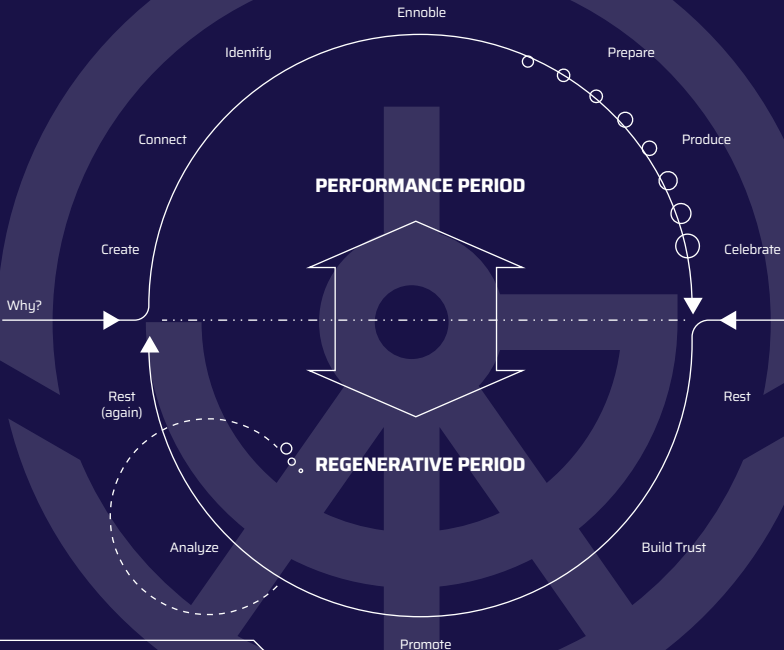 Ennoble
Identify
Prepare
Connect
Produce
PERFORMANCE PERIOD
Create
Celebrate
Why?
Rest
(again)
Rest
REGENERATIVE PERIOD
Analyze
Build Trust
Promote